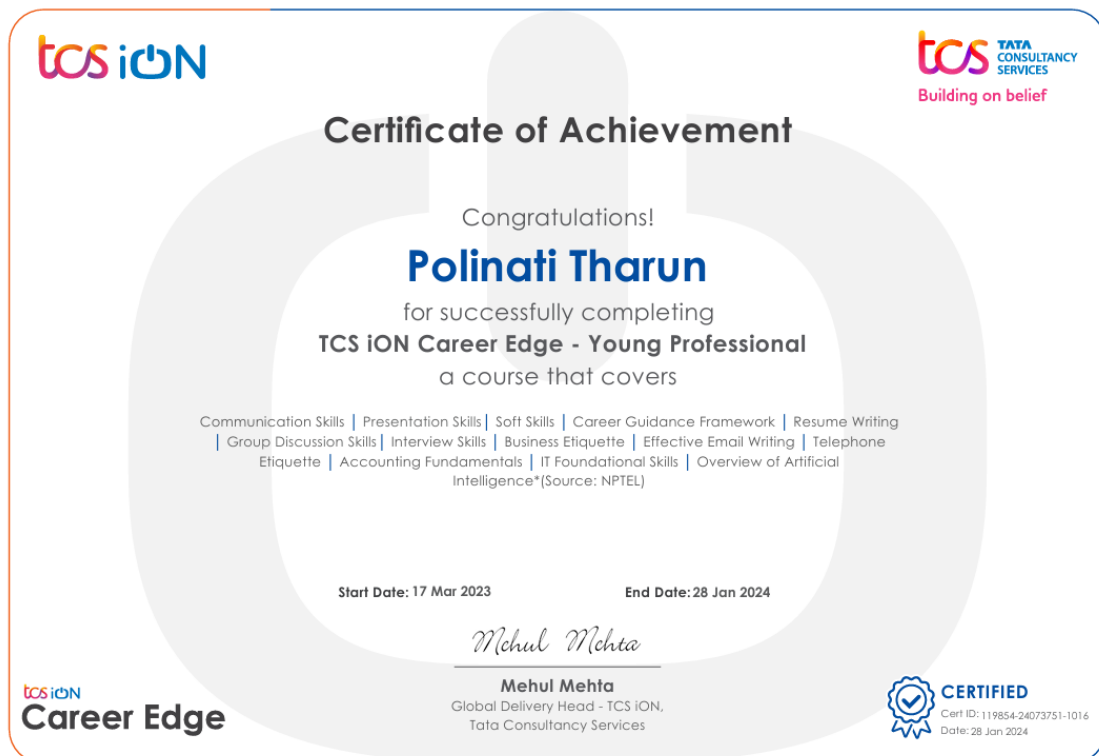 tcs iON
tcs TATA
CONSULTANCY
SERVICES
Building on belief
Certificate of Achievement
Congratulations!
Polinati Tharun
for successfully completing
TCS iON Career Edge - Young Professional
a course that covers
Communication Skills | Presentation Skills | Soft Skills | Career Guidance Framework | Resume Writing
| Group Discussion Skills | Interview Skills | Business Etiquette | Effective Email Writing | Telephone
Etiquette | Accounting Fundamentals | IT Foundational Skills | Overview of Artificial
Intelligence*(Source: NPTEL)
Start Date: 17 Mar 2023 End Date: 28 Jan 2024
Mehul Mehta
Mehul Mehta
Global Delivery Head - TCS iON,
Tata Consultancy Services
tcs iON
Career Edge
CERTIFIED
Cert ID: 119854-24073751-1016
Date: 28 Jan 2024